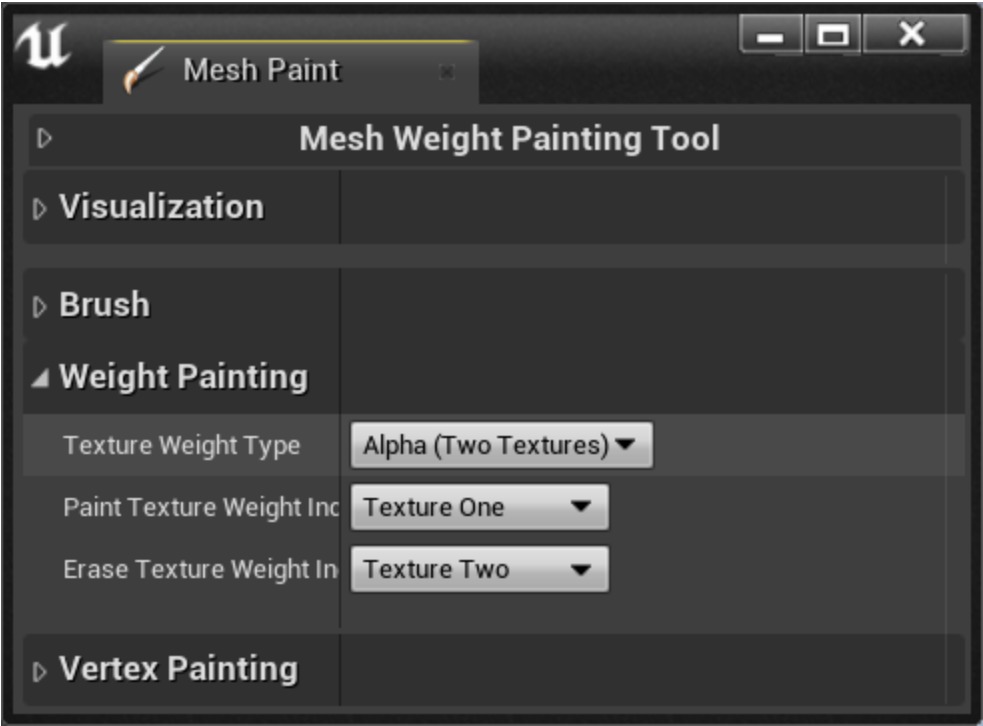 Mesh Paint
Mesh Weight Painting Tool
Visualization
Brush
Weight Painting
Texture Weight Type Alpha (Two Textures)
Paint Texture Weight Ind Texture One
Erase Texture Weight In Texture Two
Vertex Painting